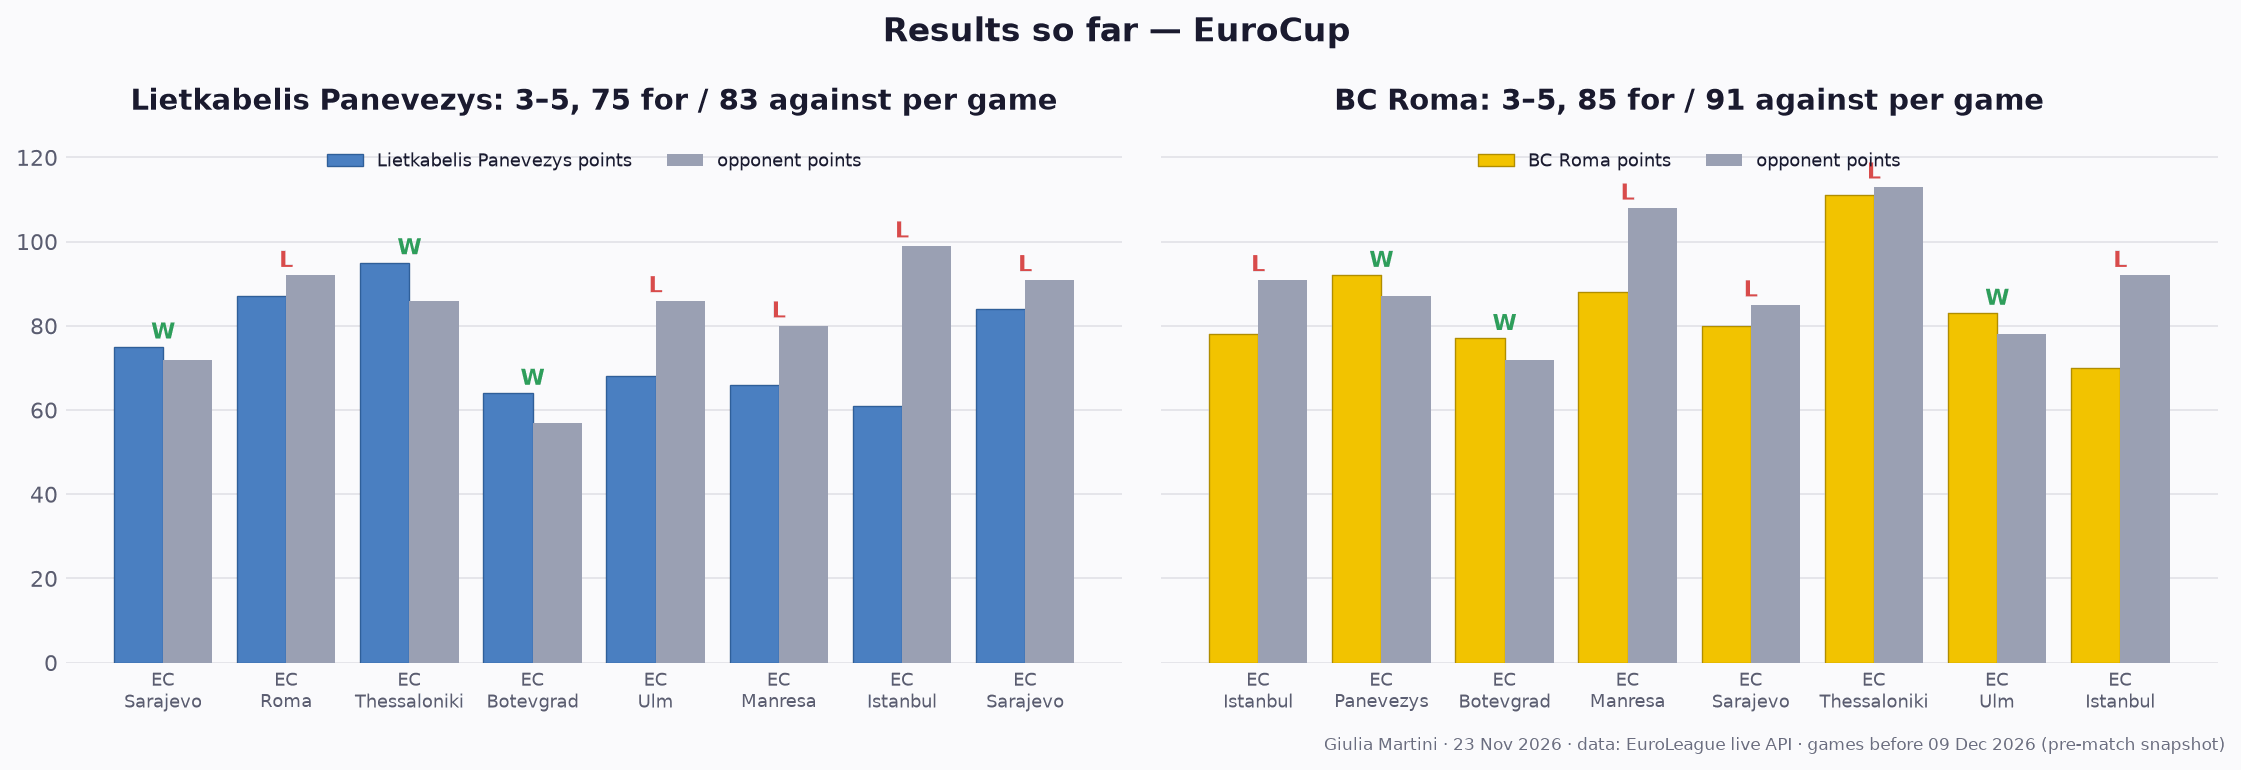 Results so far — EuroCup
Lietkabelis Panevezys: 3–5, 75 for / 83 against per game
Lietkabelis Panevezys points
opponent points
120
100
80
60
40
20
0
W
L
W
W
L
L
L
L
EC
Sarajevo
EC
Roma
EC
Thessaloniki
EC
Botevgrad
EC
Ulm
EC
Manresa
EC
Istanbul
EC
Sarajevo
BC Roma: 3–5, 85 for / 91 against per game
BC Roma points
opponent points
L
W
W
L
L
L
W
L
EC
Istanbul
EC
Panevezys
EC
Botevgrad
EC
Manresa
EC
Sarajevo
EC
Thessaloniki
EC
Ulm
EC
Istanbul
Giulia Martini · 23 Nov 2026 · data: EuroLeague live API · games before 09 Dec 2026 (pre-match snapshot)